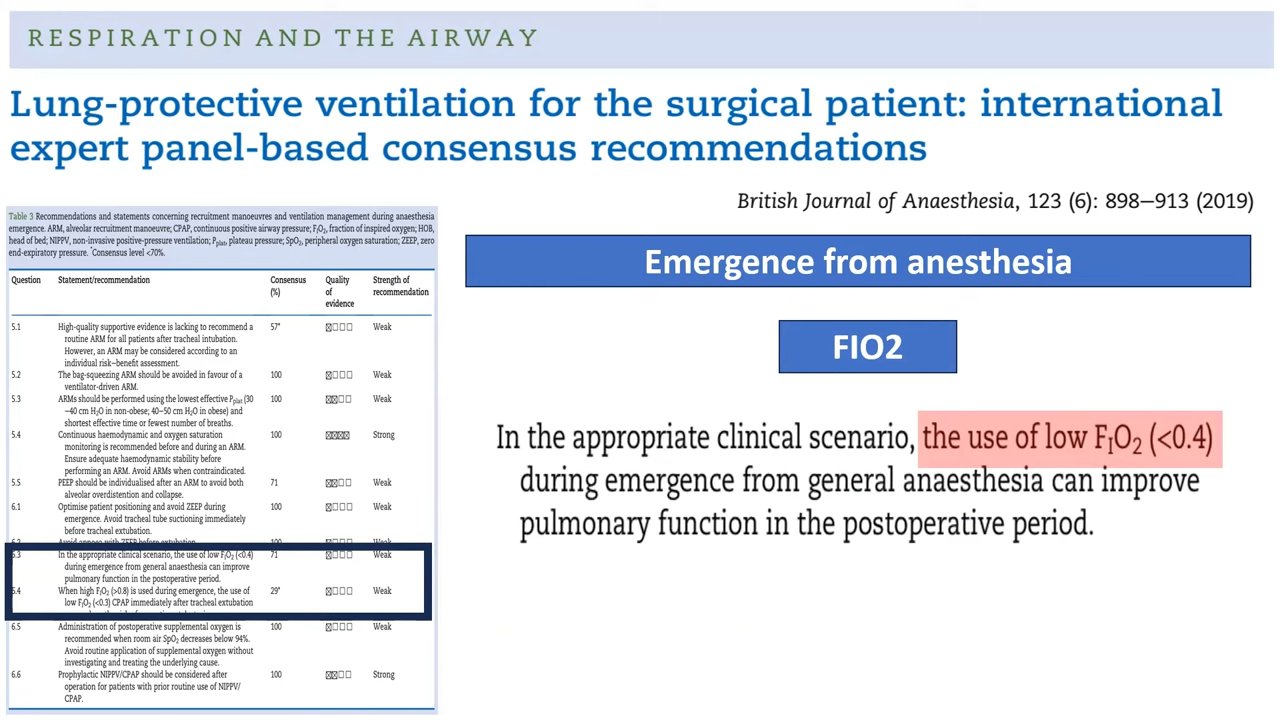 RESPIRATION AND THE AIRWAY
Lung-protective ventilation for the surgical patient: international
expert panel-based consensus recommendations
British Journal of Anaesthesia, 123 (6): 898–913 (2019)
Table 3 Recommendations and statements concerning recruitment manoeuvres and ventilation management during anaesthesia
emergence. ARM, alveolar recruitment manoeuvre; CPAP, continuous positive airway pressure; FIO2, fraction of inspired oxygen; HOB,
head of bed; NIPPV, non-invasive positive-pressure ventilation; Pplat, plateau pressure; SpO2, peripheral oxygen saturation; ZEEP, zero
end-expiratory pressure. *Consensus level <70%.
Question Statement/recommendation Consensus (%) Quality of evidence Strength of recommendation
5.1 High-quality supportive evidence is lacking to recommend a 57* ☒☐☐☐ Weak
routine ARM for all patients after tracheal intubation.
However, an ARM may be considered according to an
individual risk–benefit assessment.
5.2 The bag-squeezing ARM should be avoided in favour of a 100 ☒☐☐☐ Weak
ventilator-driven ARM.
5.3 ARMs should be performed using the lowest effective Pplat (30 100 ☒☒☐☐ Weak
–40 cm H2O in non-obese; 40–50 cm H2O in obese) and
shortest effective time or fewest number of breaths.
5.4 Continuous haemodynamic and oxygen saturation 100 ☒☒☒☒ Strong
monitoring is recommended before and during an ARM.
Ensure adequate haemodynamic stability before
performing an ARM. Avoid ARMs when contraindicated.
5.5 PEEP should be individualised after an ARM to avoid both 71 ☒☒☐☐ Weak
alveolar overdistention and collapse.
6.1 Optimise patient positioning and avoid ZEEP during 100 ☒☐☐☐ Weak
emergence. Avoid tracheal tube suctioning immediately
before tracheal extubation.
6.2 Avoid apnoea with ZEEP before extubation. 100 Weak
6.3 In the appropriate clinical scenario, the use of low FIO2 (<0.4) 71 ☒☐☐☐ Weak
during emergence from general anaesthesia can improve
pulmonary function in the postoperative period.
6.4 When high FIO2 (>0.8) is used during emergence, the use of 29* ☒☐☐☐ Weak
low FIO2 (<0.3) CPAP immediately after tracheal extubation
6.5 Administration of postoperative supplemental oxygen is 100 ☒☐☐☐ Weak
recommended when room air SpO2 decreases below 94%.
Avoid routine application of supplemental oxygen without
investigating and treating the underlying cause.
6.6 Prophylactic NIPPV/CPAP should be considered after 100 ☒☒☐☐ Strong
operation for patients with prior routine use of NIPPV/
CPAP.
Emergence from anesthesia
FIO2
In the appropriate clinical scenario, the use of low FIO2 (<0.4)
during emergence from general anaesthesia can improve
pulmonary function in the postoperative period.